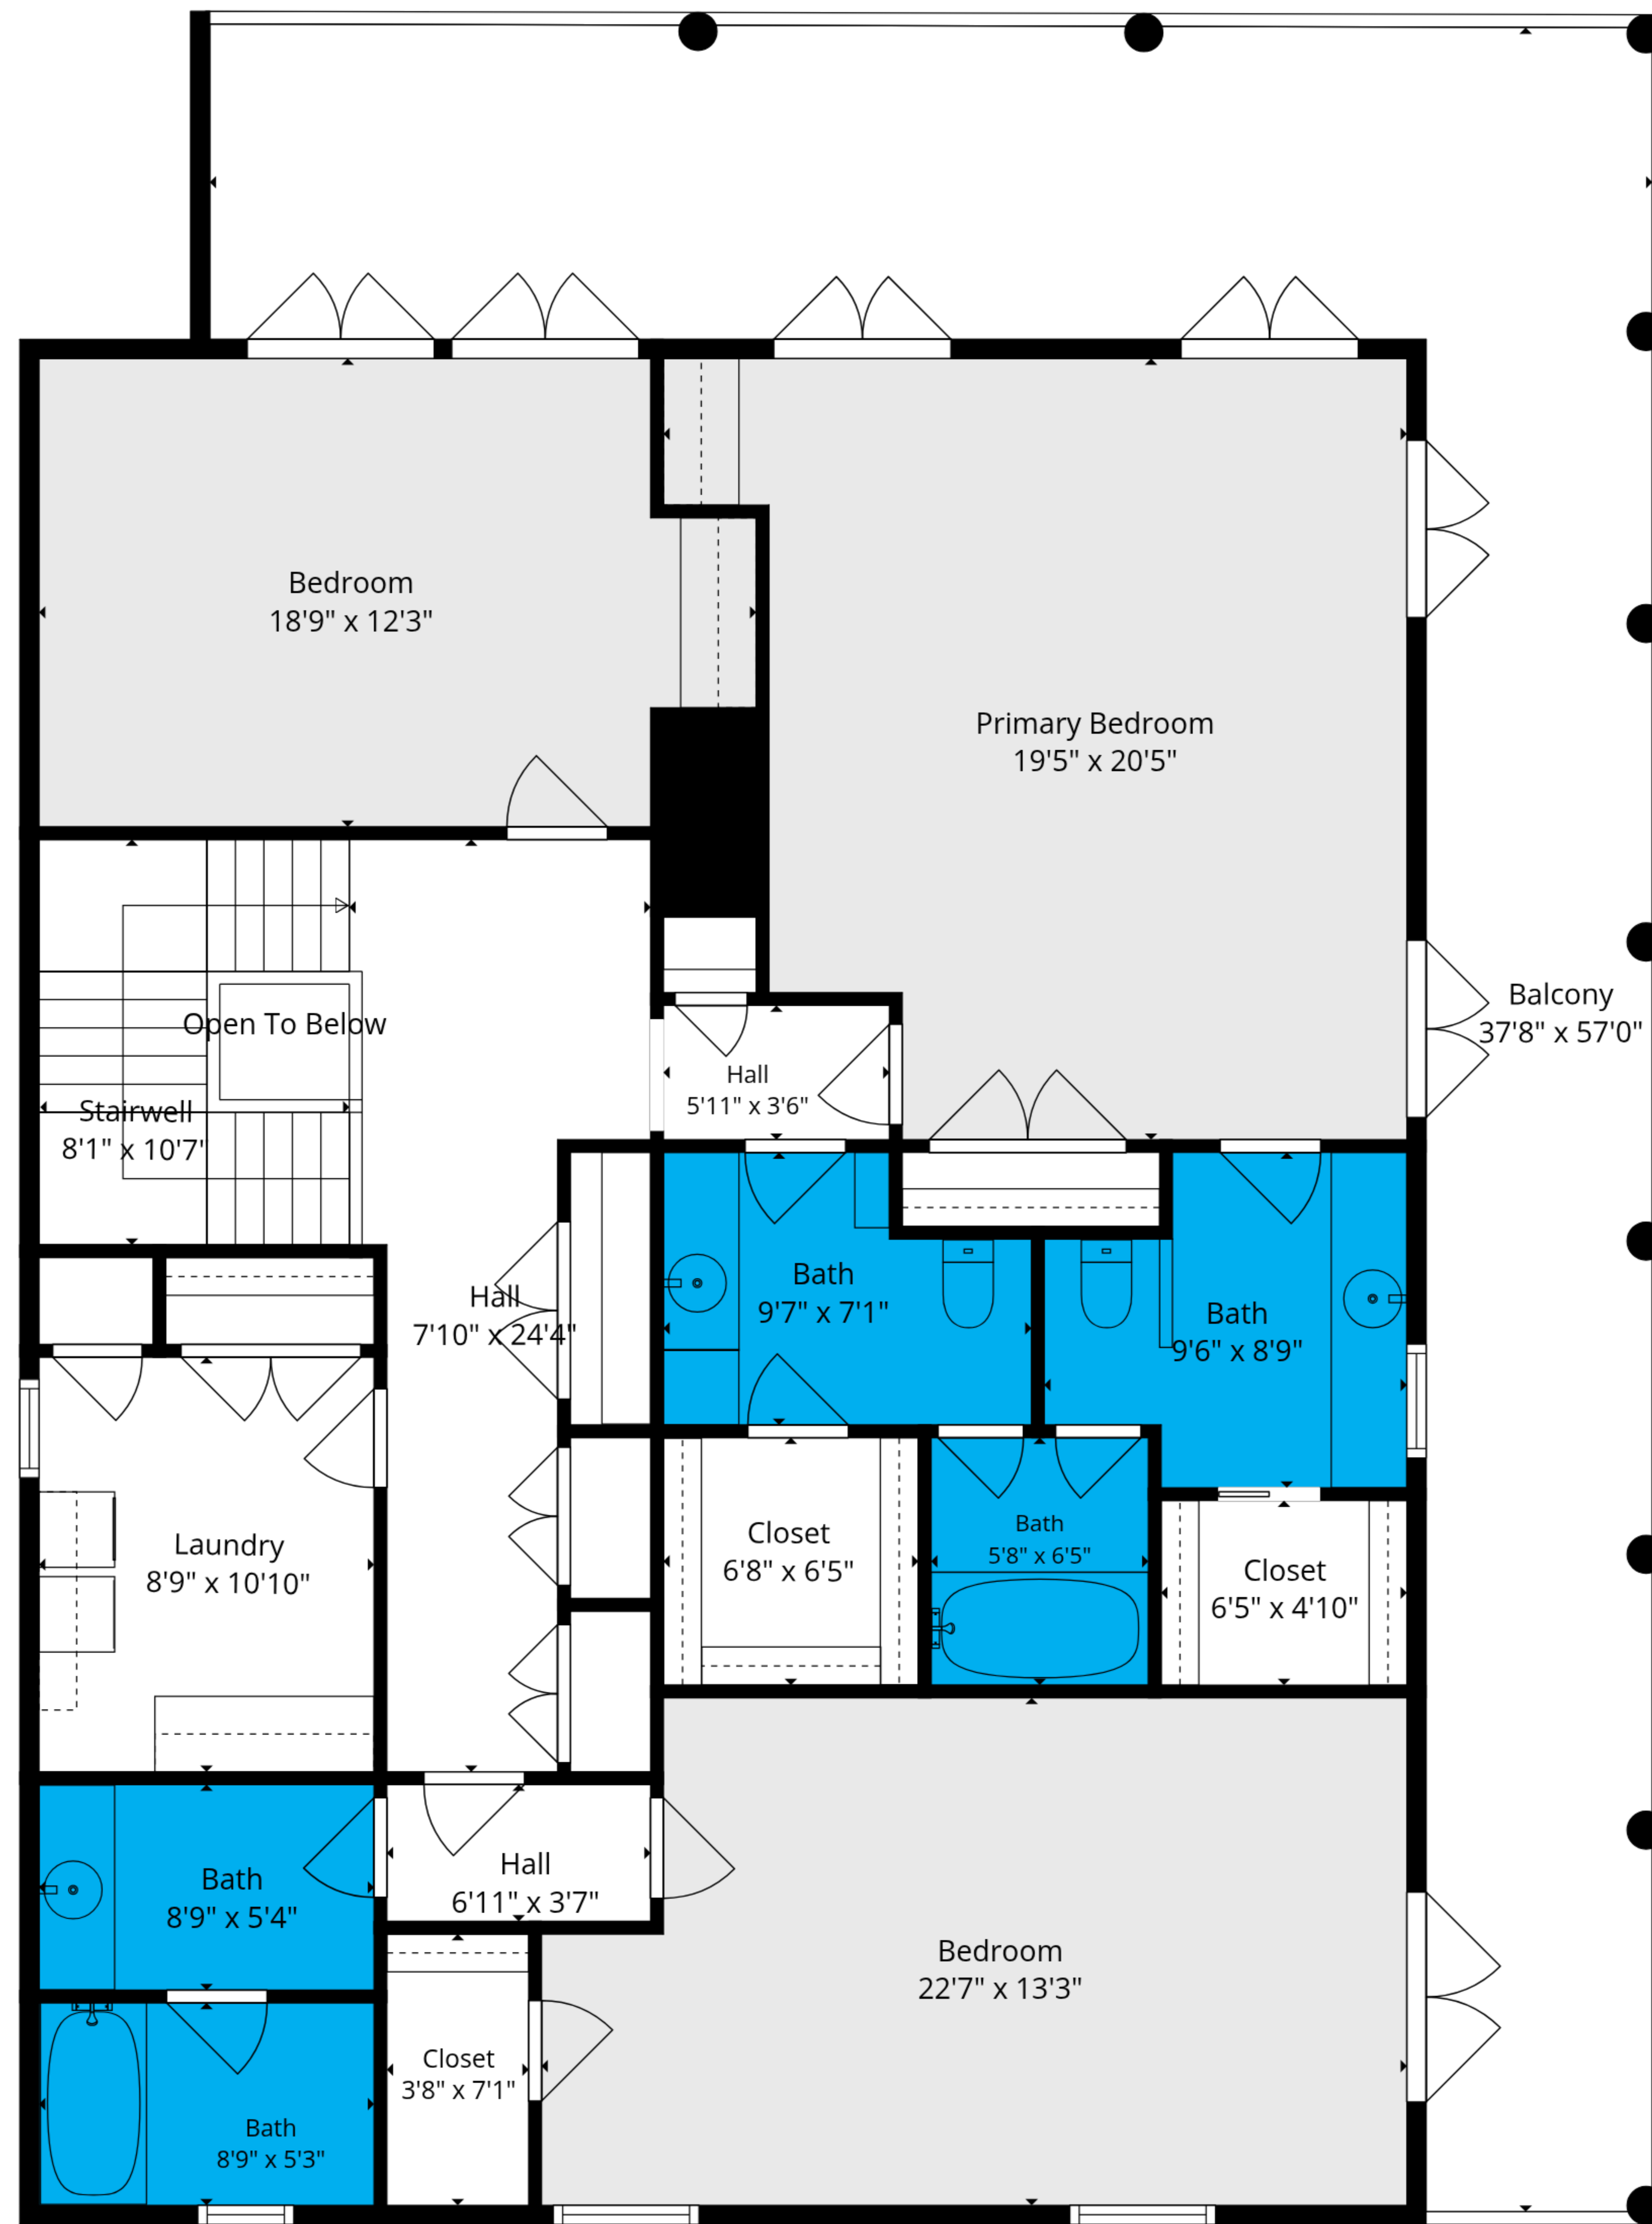 Bedroom
18'9" x 12'3"
Primary Bedroom
19'5" x 20'5"
Balcony
37'8" x 57'0"
Open To Below
Hall
5'11" x 3'6"
Stairwell
8'1" x 10'7"
Hall
7'10" x 24'4"
Bath
9'7" x 7'1"
Bath
9'6" x 8'9"
Laundry
8'9" x 10'10"
Closet
6'8" x 6'5"
Bath
5'8" x 6'5"
Closet
6'5" x 4'10"
Bath
8'9" x 5'4"
Hall
6'11" x 3'7"
Bedroom
22'7" x 13'3"
Closet
3'8" x 7'1"
Bath
8'9" x 5'3"